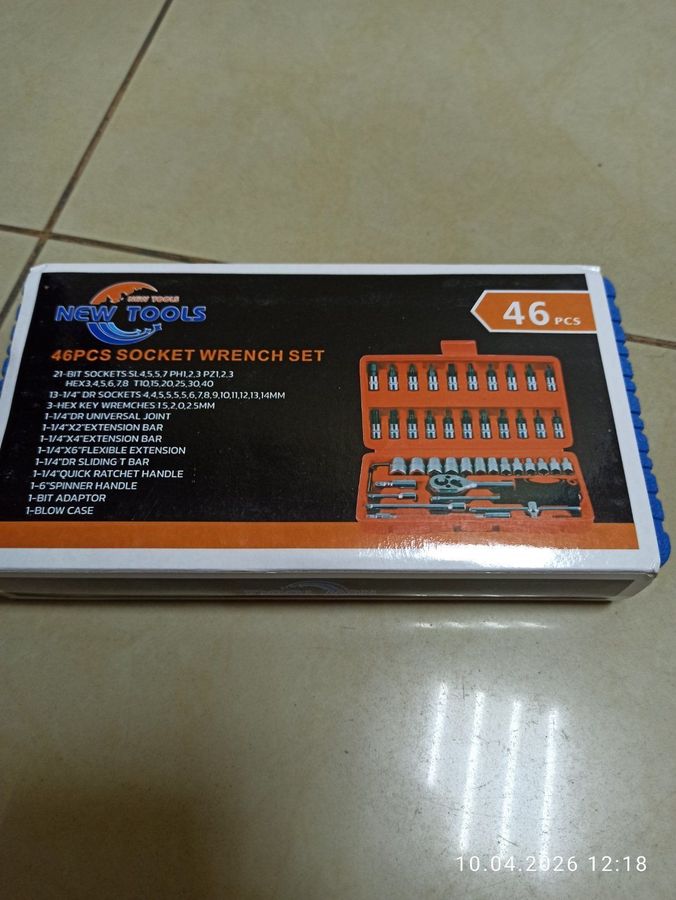 NEW TOOLS
NEW TOOLS
46 PCS
46PCS SOCKET WRENCH SET
21-BIT SOCKETS SL4,5.5,7 PH1,2,3 PZ1,2,3
HEX3,4,5,6,7,8 T10,15,20,25,30,40
13-1/4" DR SOCKETS 4,4.5,5,5.5,6,7,8,9,10,11,12,13,14MM
3-HEX KEY WREMCHES:1.5,2.0,2.5MM
1-1/4"DR UNIVERSAL JOINT
1-1/4"X2"EXTENSION BAR
1-1/4"X4"EXTENSION BAR
1-1/4"X6"FLEXIBLE EXTENSION
1-1/4"DR SLIDING T BAR
1-1/4"QUICK RATCHET HANDLE
1-6"SPINNER HANDLE
1-BIT ADAPTOR
1-BLOW CASE
10.04.2026 12:18